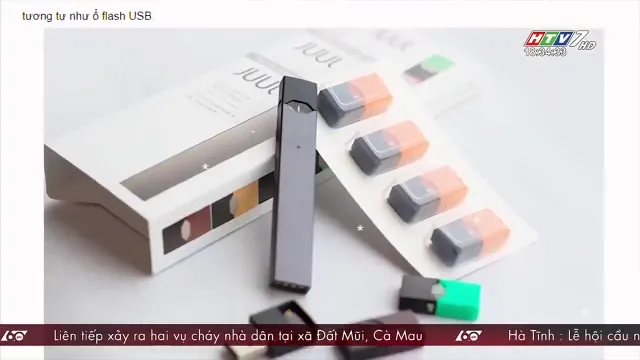 tương tự như ổ flash USB
HTV7 HD
18:34:33
JUUL
JUUL
Liên tiếp xảy ra hai vụ cháy nhà dân tại xã Đất Mũi, Cà Mau
Hà Tĩnh : Lễ hội cầu n